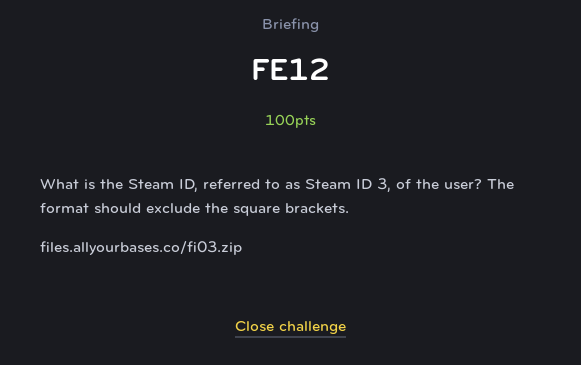 Briefing
FE12
100pts
What is the Steam ID, referred to as Steam ID 3, of the user? The
format should exclude the square brackets.
files.allyourbases.co/fi03.zip
Close challenge